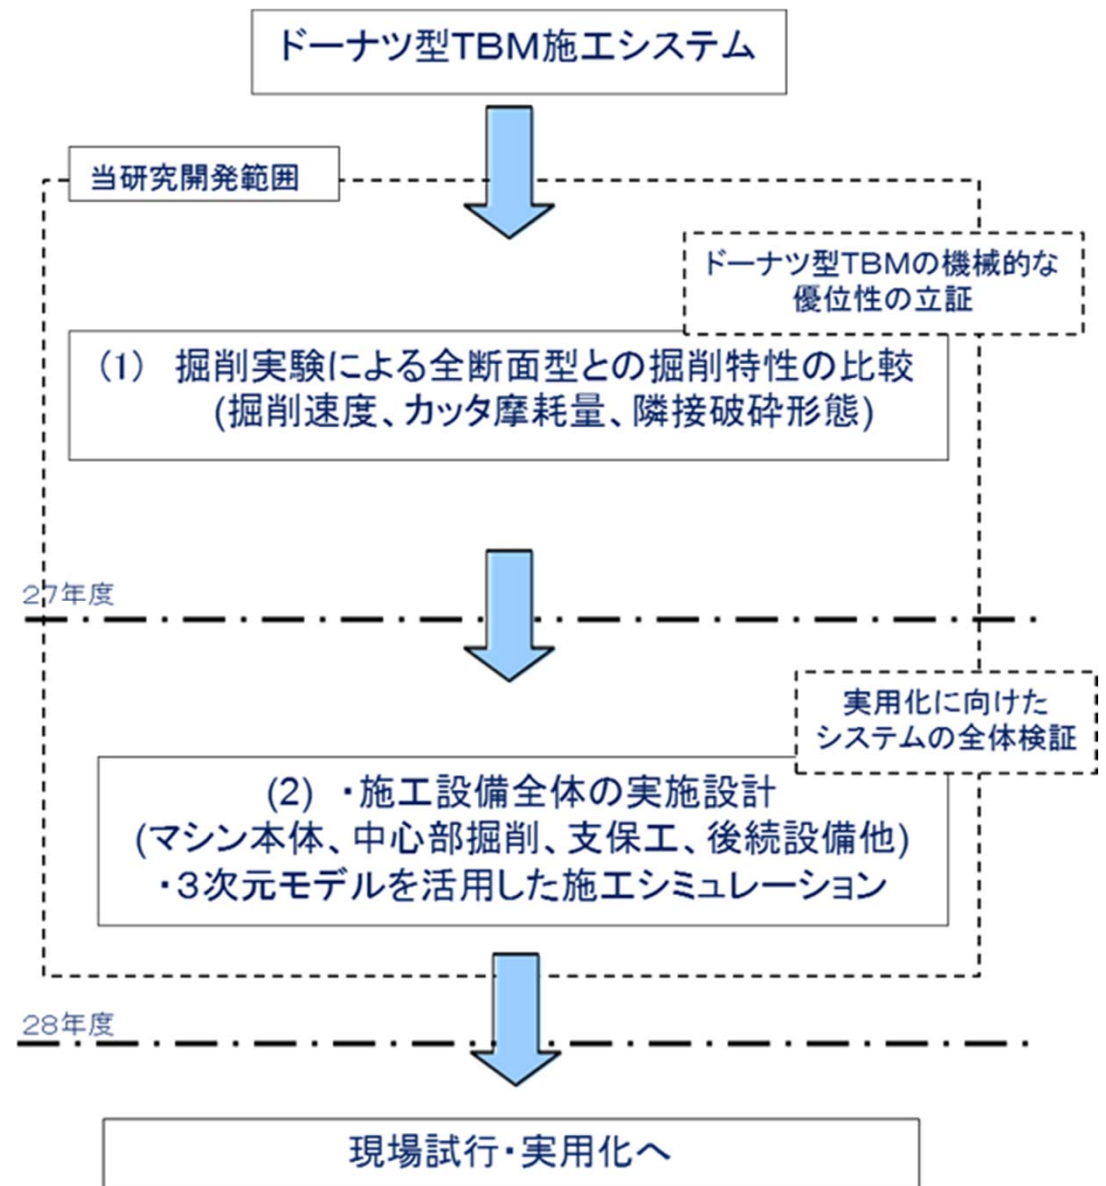 ドーナツ型TBM施工システム
当研究開発範囲
ドーナツ型TBMの機械的な
優位性の立証
(1) 掘削実験による全断面型との掘削特性の比較
(掘削速度、カッタ摩耗量、隣接破砕形態)
27年度
実用化に向けた
システムの全体検証
(2) ・施工設備全体の実施設計
(マシン本体、中心部掘削、支保工、後続設備他)
・3次元モデルを活用した施工シミュレーション
28年度
現場試行・実用化へ